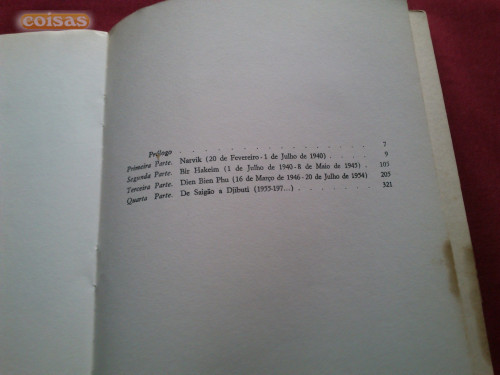 coisas
Prólogo . . . . . . . . . . . . . 7
Primeira Parte. Narvik (20 de Fevereiro-1 de Julho de 1940) . . . . 9
Segunda Parte. Bir Hakeim (1 de Julho de 1940-8 de Maio de 1945) . . 103
Terceira Parte. Dien Bien Phu (16 de Março de 1946-20 de Julho de 1954) 203
Quarta Parte. De Saigão a Djibuti (1955-197...) . . . . . . 321